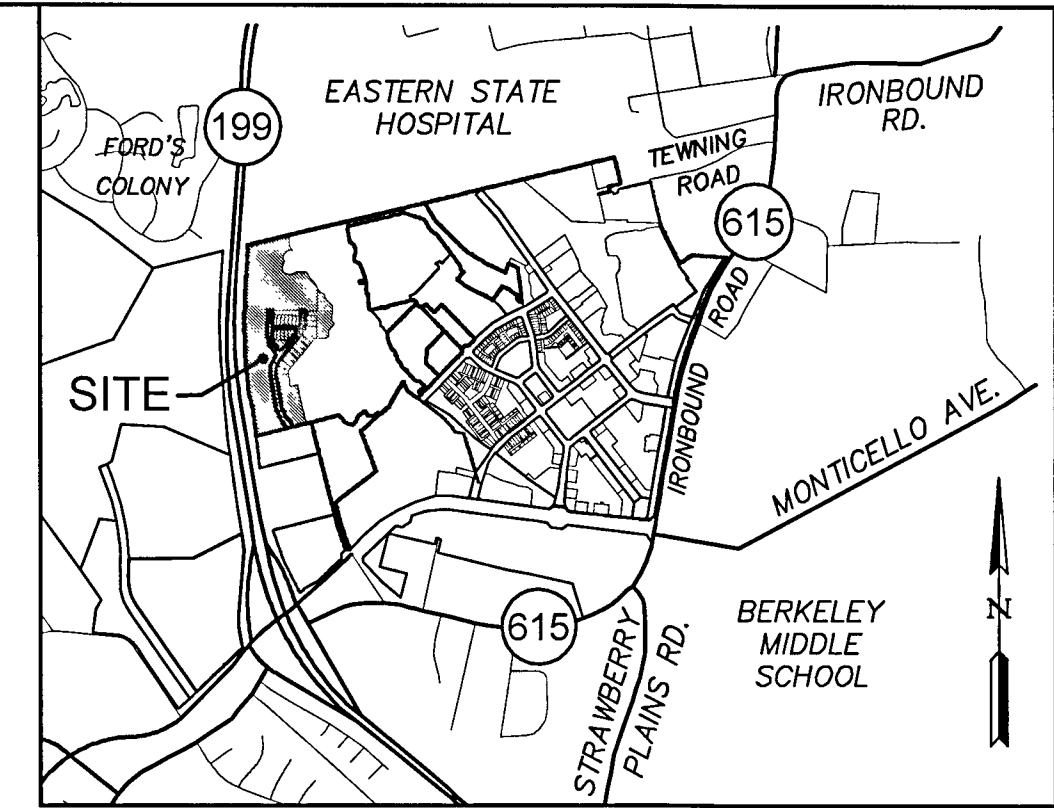 EASTERN STATE
HOSPITAL
IRONBOUND
RD.
199
FORD'S
COLONY
TEWNING
ROAD
615
ROAD
SITE
IRONBOUND
MONTICELLO AVE.
615
STRAWBERRY
PLAINS RD.
BERKELEY
MIDDLE
SCHOOL
N